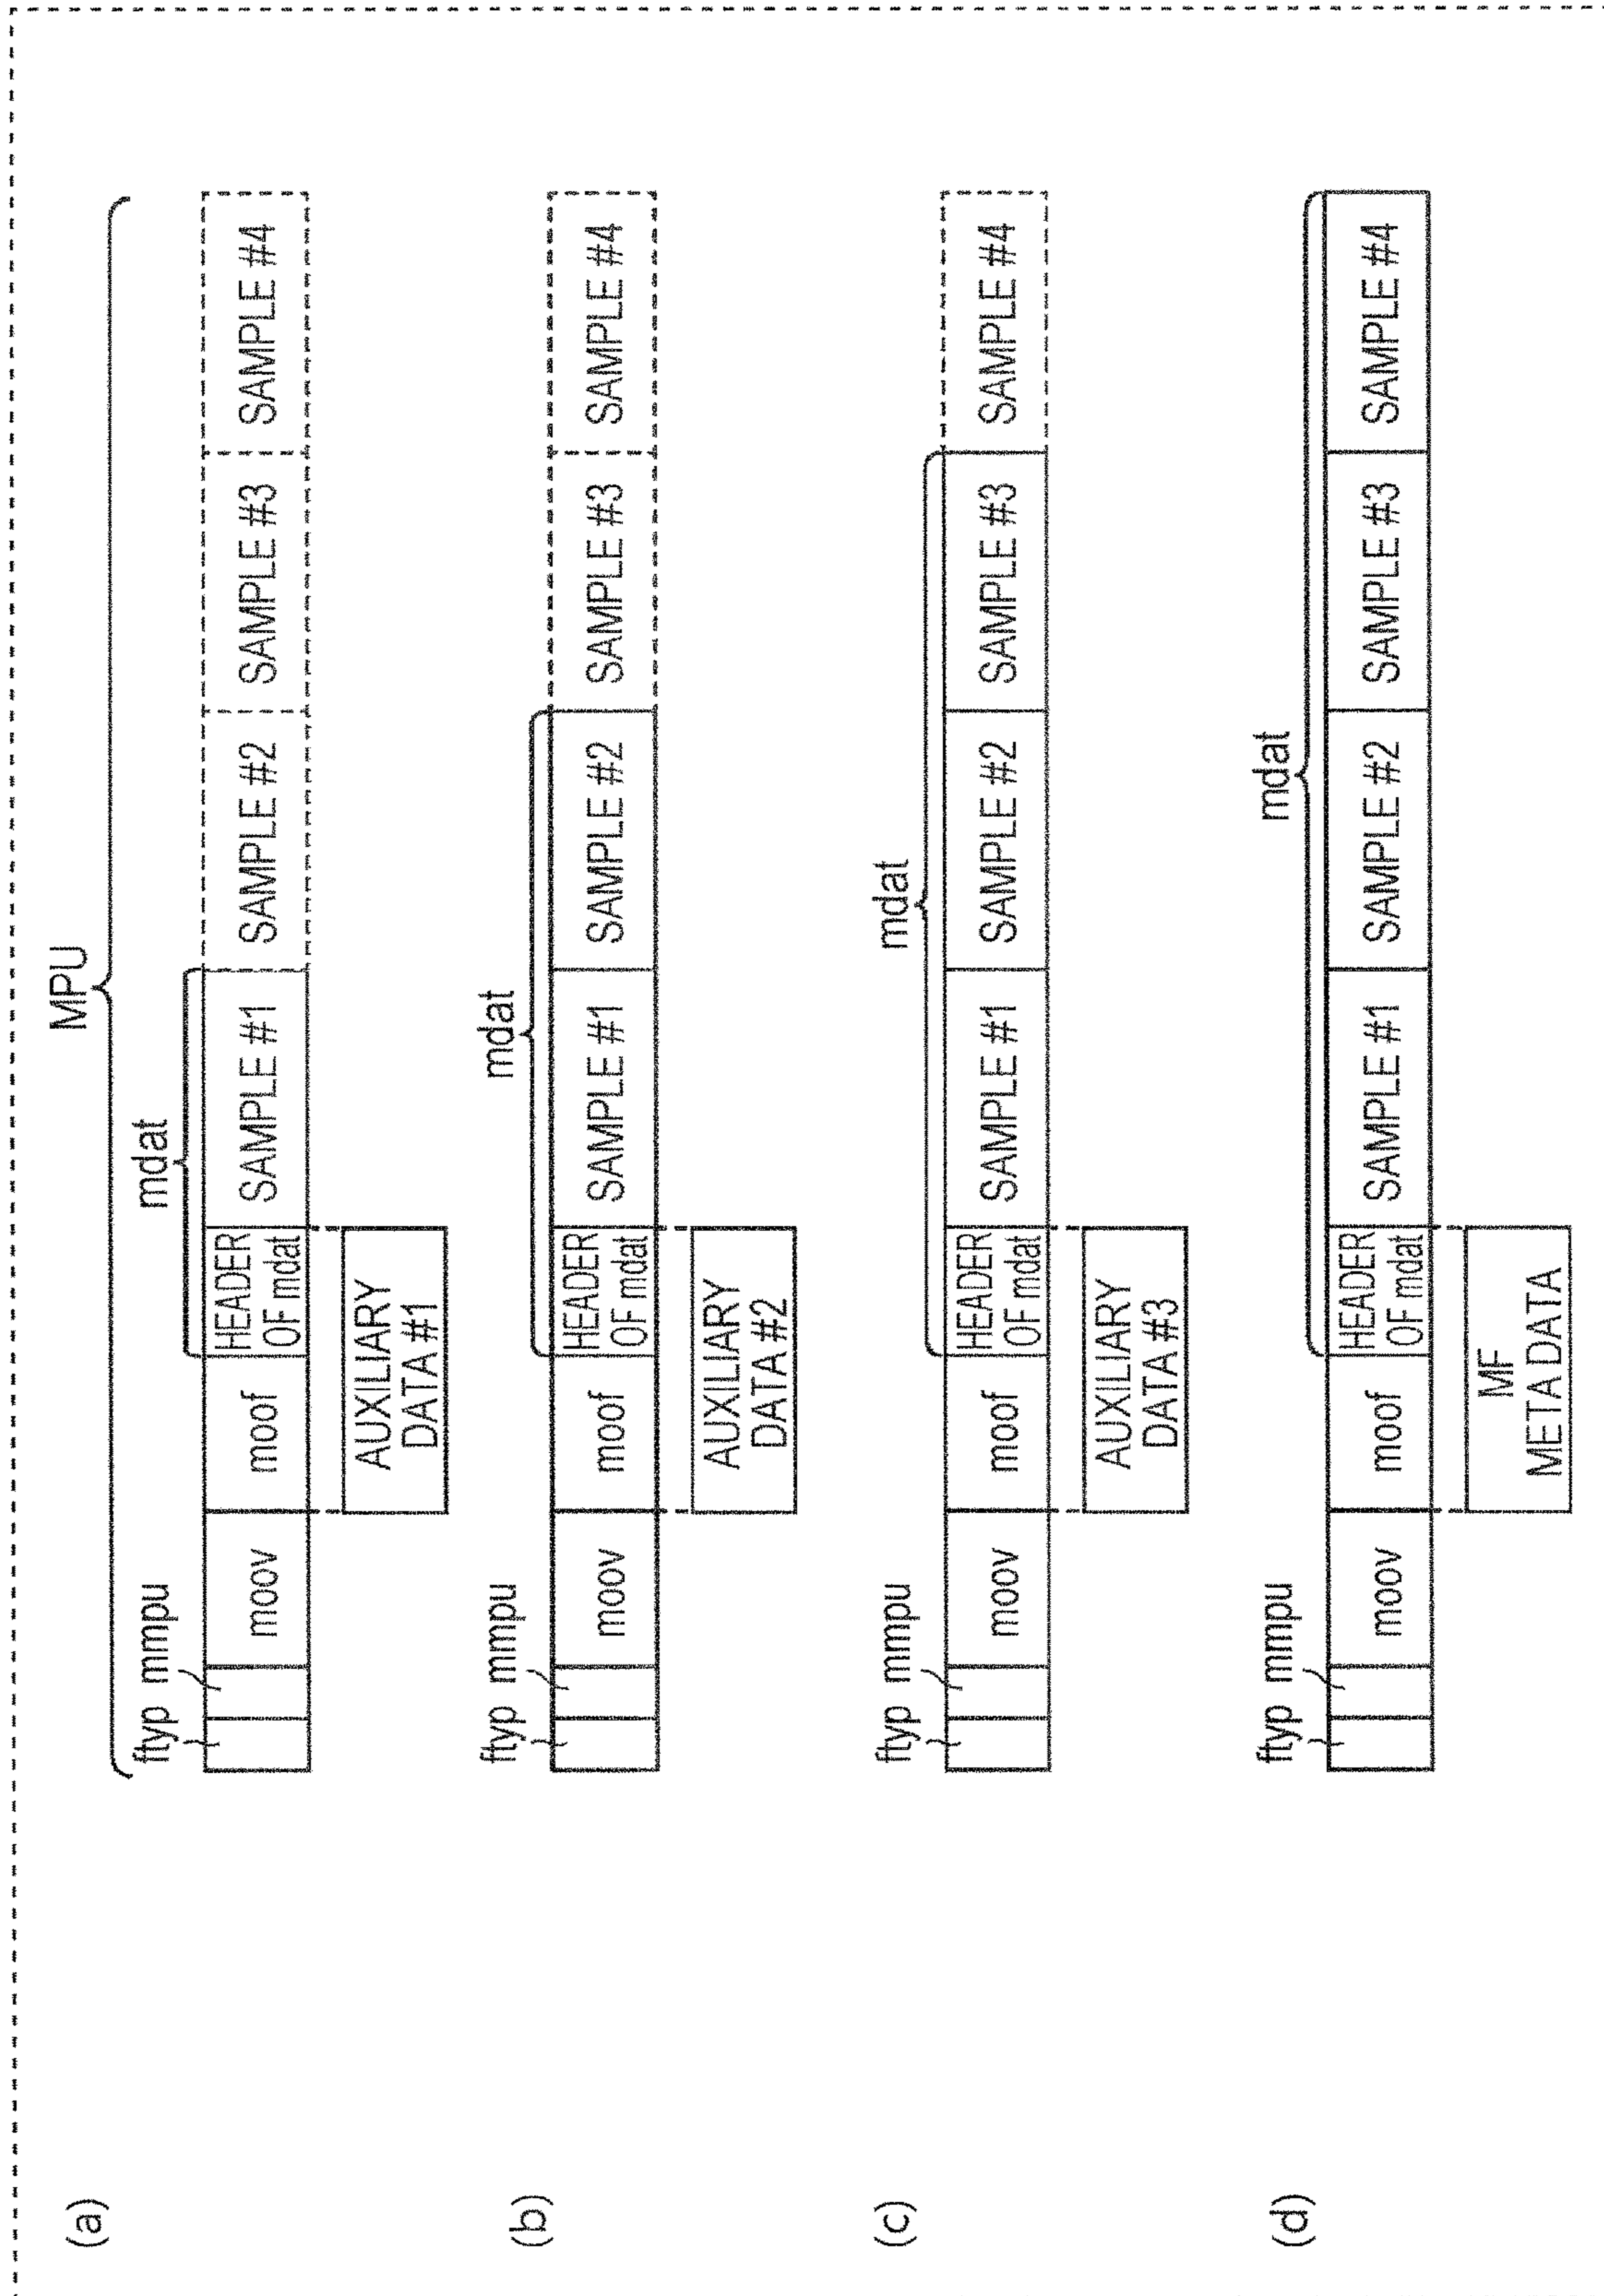 (a)
MPU
mdat
ftyp mmpu
moov
moof
HEADER
OF mdat
SAMPLE #1
SAMPLE #2
SAMPLE #3
SAMPLE #4
AUXILIARY
DATA #1
(b)
mdat
ftyp mmpu
moov
moof
HEADER
OF mdat
SAMPLE #1
SAMPLE #2
SAMPLE #3
SAMPLE #4
AUXILIARY
DATA #2
(c)
mdat
ftyp mmpu
moov
moof
HEADER
OF mdat
SAMPLE #1
SAMPLE #2
SAMPLE #3
SAMPLE #4
AUXILIARY
DATA #3
(d)
mdat
ftyp mmpu
moov
moof
HEADER
OF mdat
SAMPLE #1
SAMPLE #2
SAMPLE #3
SAMPLE #4
MF
META DATA